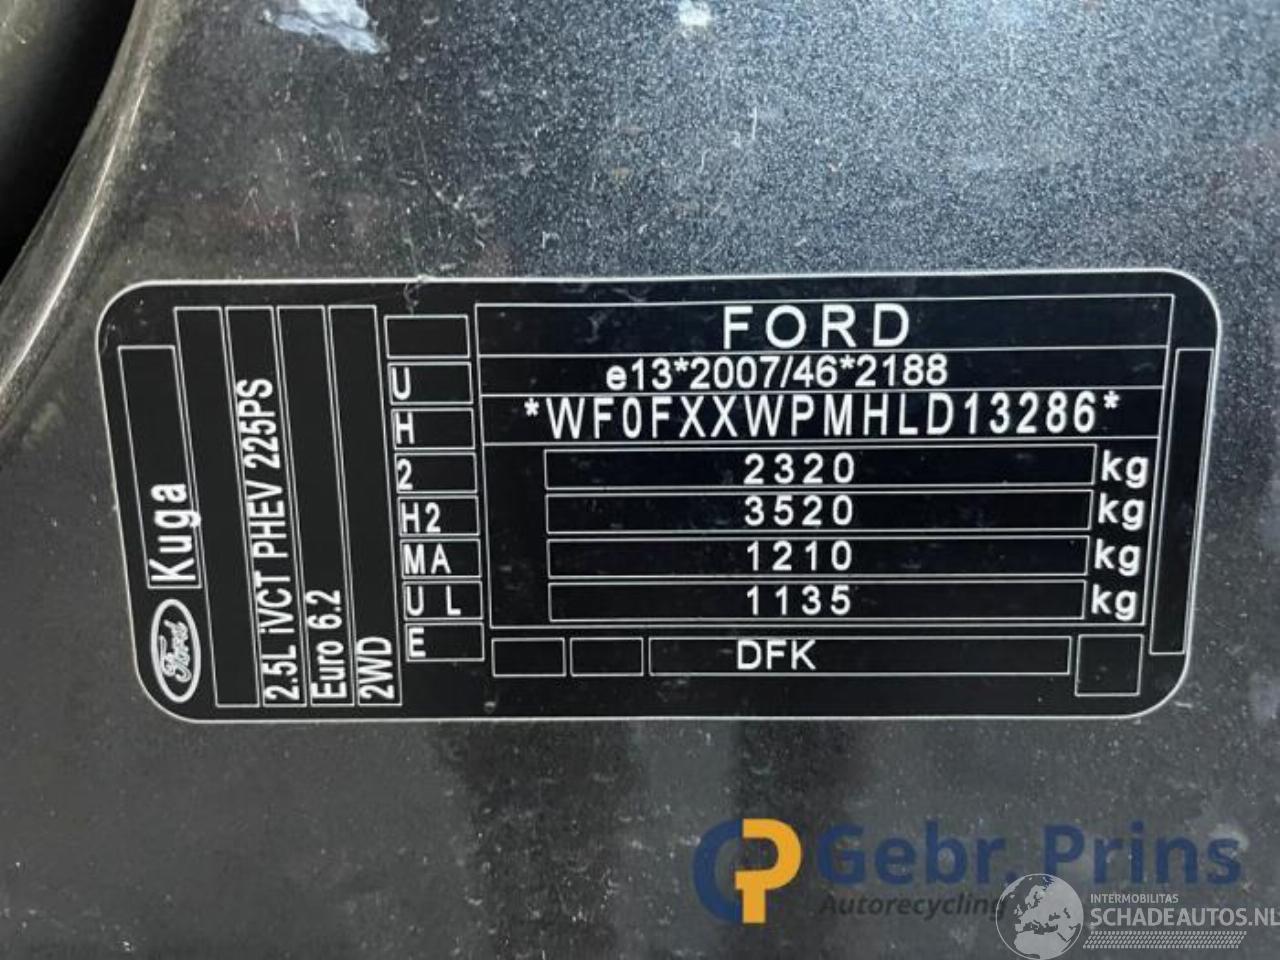 FORD
e13*2007/46*2188
*WF0FXXWPMHLD13286*
2320 kg
3520 kg
1210 kg
1135 kg
DFK
U
H
2
H2
MA
U L
E
2WD
Euro 6.2
2.5L iVCT PHEV 225PS
Kuga
Ford
Gebr. Prins
Autorecycling
INTERMOBILITAS
SCHADEAUTOS.NL